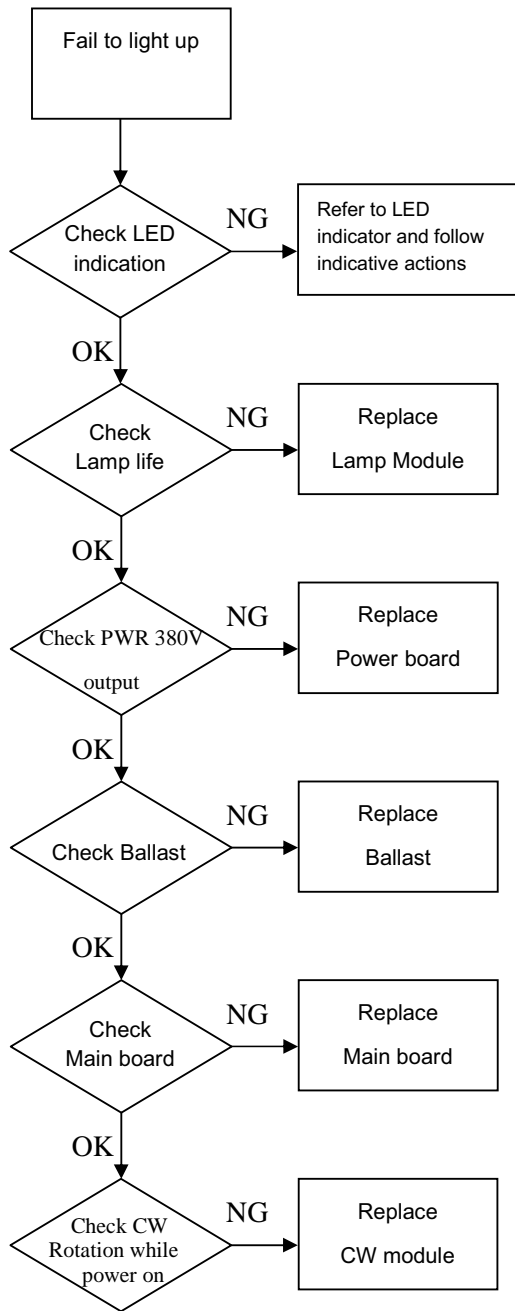 Fail to light up
Check LED
indication
NG
Refer to LED
indicator and follow
indicative actions
OK
Check
Lamp life
NG
Replace
Lamp Module
OK
Check PWR 380V
output
NG
Replace
Power board
OK
Check Ballast
NG
Replace
Ballast
OK
Check
Main board
NG
Replace
Main board
OK
Check CW
Rotation while
power on
NG
Replace
CW module